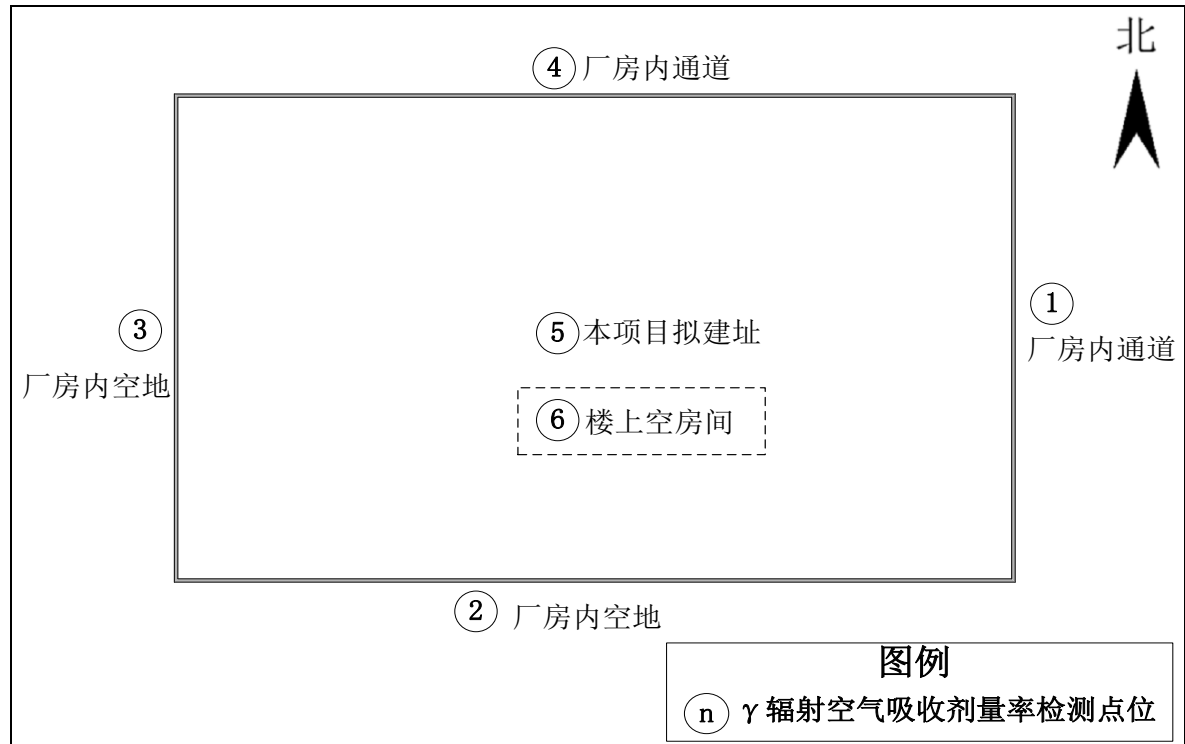 北
④厂房内通道
①
厂房内通道
③
厂房内空地
⑤本项目拟建址
⑥楼上空房间
② 厂房内空地
图例
ⓝ γ辐射空气吸收剂量率检测点位